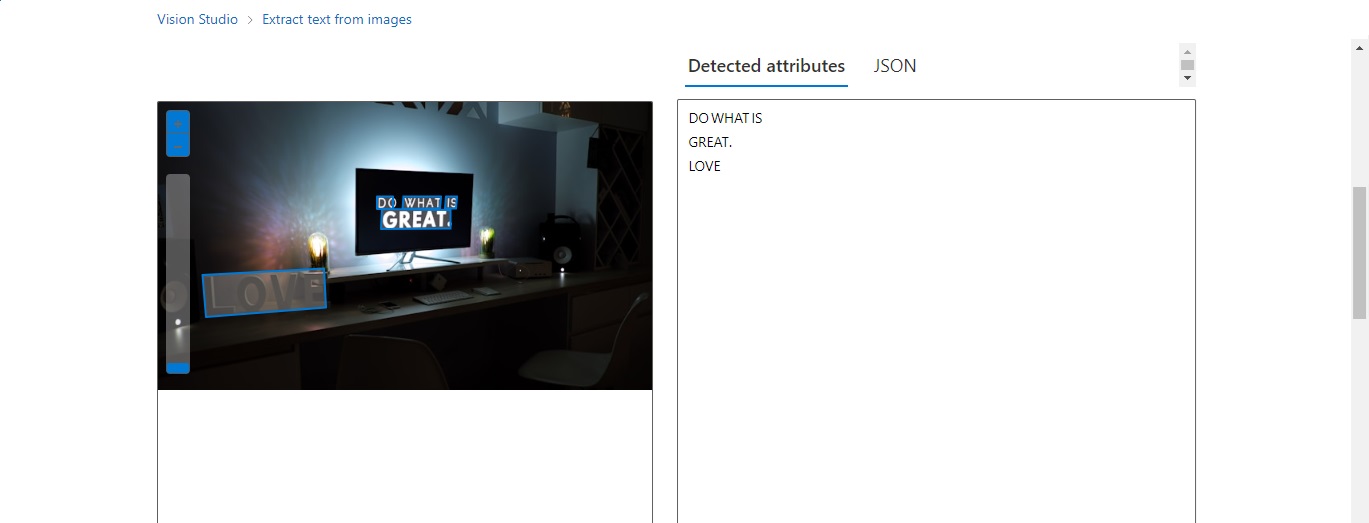 Vision Studio > Extract text from images
Detected attributes JSON
DO WHAT IS
GREAT.
LOVE
+
-
DO WHAT IS
GREAT.
LOVE